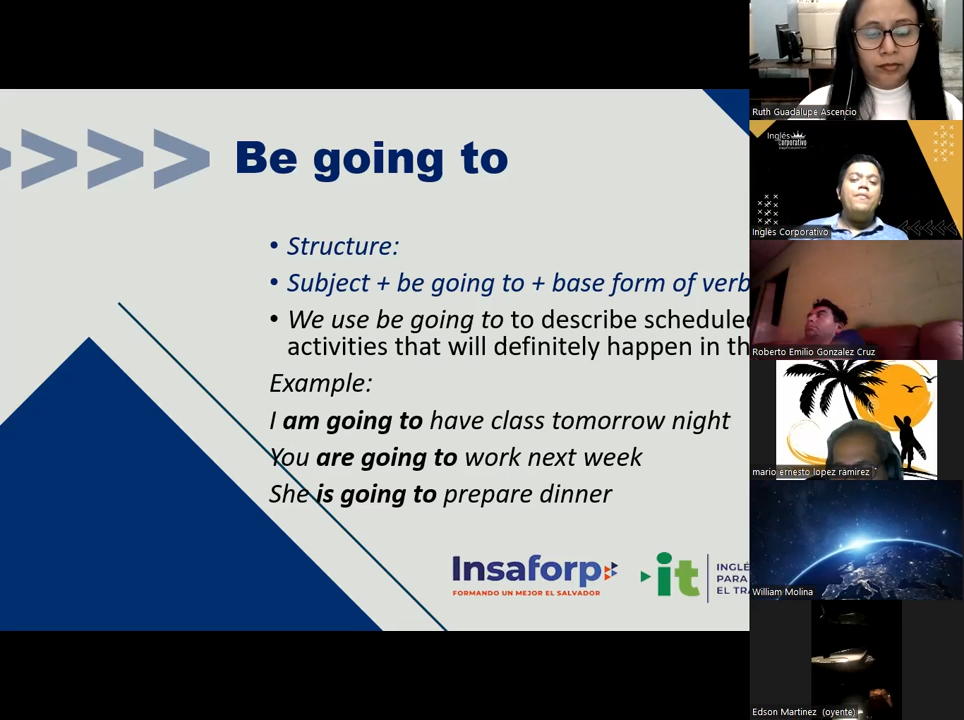 >>>> Be going to
• Structure:
• Subject + be going to + base form of verb
• We use be going to to describe scheduled
activities that will definitely happen in th
Example:
I am going to have class tomorrow night
You are going to work next week
She is going to prepare dinner
Insaforp
FORMANDO UN MEJOR EL SALVADOR
it
INGLÉ
PARA
EL TRA
Ruth Guadalupe Ascencio
Inglés
Corporativo
Inglés Corporativo
Roberto Emilio Gonzalez Cruz
mario ernesto lopez ramirez
William Molina
Edson Martinez (oyente)